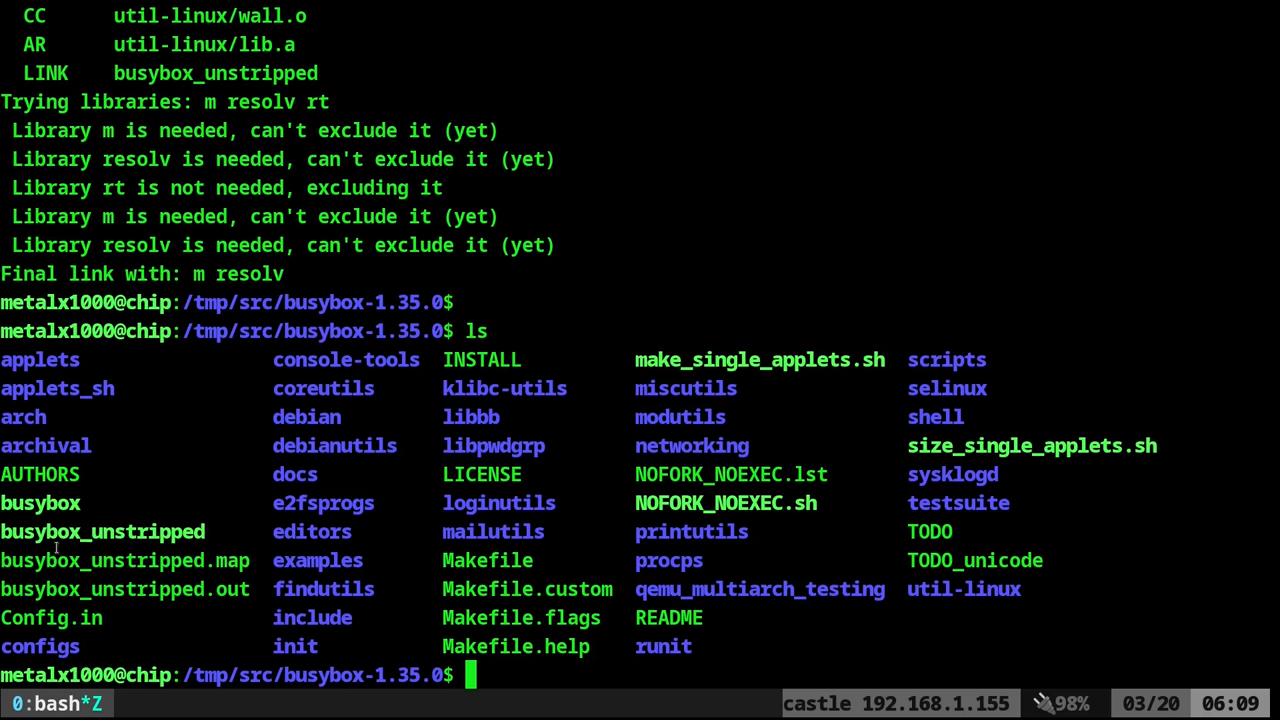 CC      util-linux/wall.o
AR      util-linux/lib.a
LINK    busybox_unstripped
Trying libraries: m resolv rt
Library m is needed, can't exclude it (yet)
Library resolv is needed, can't exclude it (yet)
Library rt is not needed, excluding it
Library m is needed, can't exclude it (yet)
Library resolv is needed, can't exclude it (yet)
Final link with: m resolv
metalx1000@chip:/tmp/src/busybox-1.35.0$
metalx1000@chip:/tmp/src/busybox-1.35.0$ ls
applets                 console-tools  INSTALL          make_single_applets.sh  scripts
applets_sh              coreutils      klibc-utils      miscutils               selinux
arch                    debian         libbb            modutils                shell
archival                debianutils    libpwdgrp        networking              size_single_applets.sh
AUTHORS                 docs           LICENSE          NOFORK_NOEXEC.lst       sysklogd
busybox                 e2fsprogs      loginutils       NOFORK_NOEXEC.sh        testsuite
busybox_unstripped      editors        mailutils        printutils              TODO
busybox_unstripped.map  examples       Makefile         procps                  TODO_unicode
busybox_unstripped.out  findutils      Makefile.custom  qemu_multiarch_testing  util-linux
Config.in               include        Makefile.flags   README
configs                 init           Makefile.help    runit
metalx1000@chip:/tmp/src/busybox-1.35.0$
0:bash*Z castle 192.168.1.155 98% 03/20 06:09